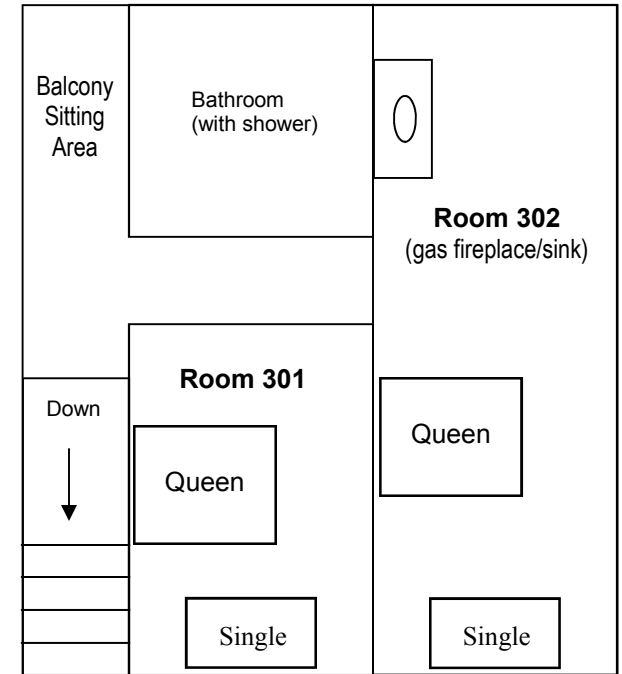 Balcony
Sitting
Area
Bathroom
(with shower)
Room 302
(gas fireplace/sink)
Room 301
Down
Queen
Queen
Single
Single